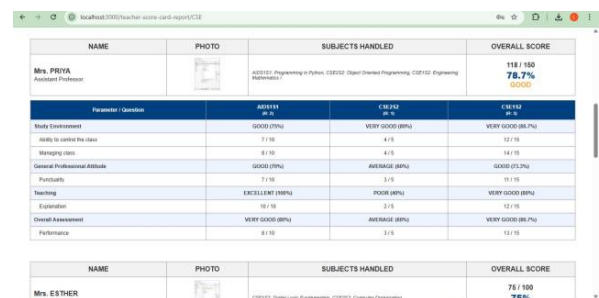 localhost:3000/teacher-score-card-report/CSE
NAME PHOTO SUBJECTS HANDLED OVERALL SCORE
Mrs. PRIYA
Assistant Professor
AIDS151: Programming in Python, CSE252: Object Oriented Programming, CSE152: Engineering
Mathematics I
118 / 150
78.7%
GOOD
Parameter / Question AIDS151 CSE252 CSE152
(R: 2) (R: 1) (R: 3)
Study Environment GOOD (75%) VERY GOOD (80%) VERY GOOD (86.7%)
Ability to control the class 7 / 10 4 / 5 12 / 15
Managing class 8 / 10 4 / 5 14 / 15
General Professional Attitude GOOD (70%) AVERAGE (60%) GOOD (73.3%)
Punctuality 7 / 10 3 / 5 11 / 15
Teaching EXCELLENT (100%) POOR (40%) VERY GOOD (80%)
Explanation 10 / 10 2 / 5 12 / 15
Overall Assessment VERY GOOD (80%) AVERAGE (60%) VERY GOOD (86.7%)
Performance 8 / 10 3 / 5 13 / 15
NAME PHOTO SUBJECTS HANDLED OVERALL SCORE
Mrs. ESTHER
75 / 100
75%